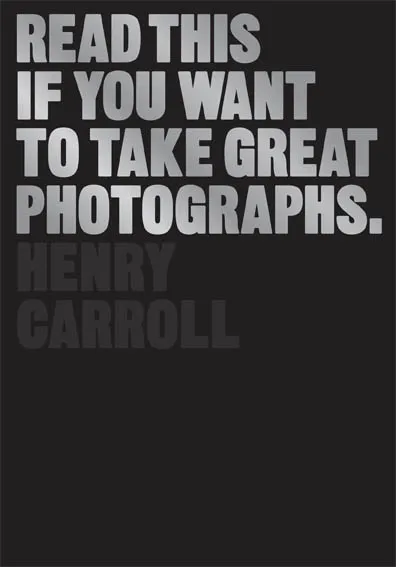 READ THIS
IF YOU WANT
TO TAKE GREAT
PHOTOGRAPHS.
HENRY
CARROLL